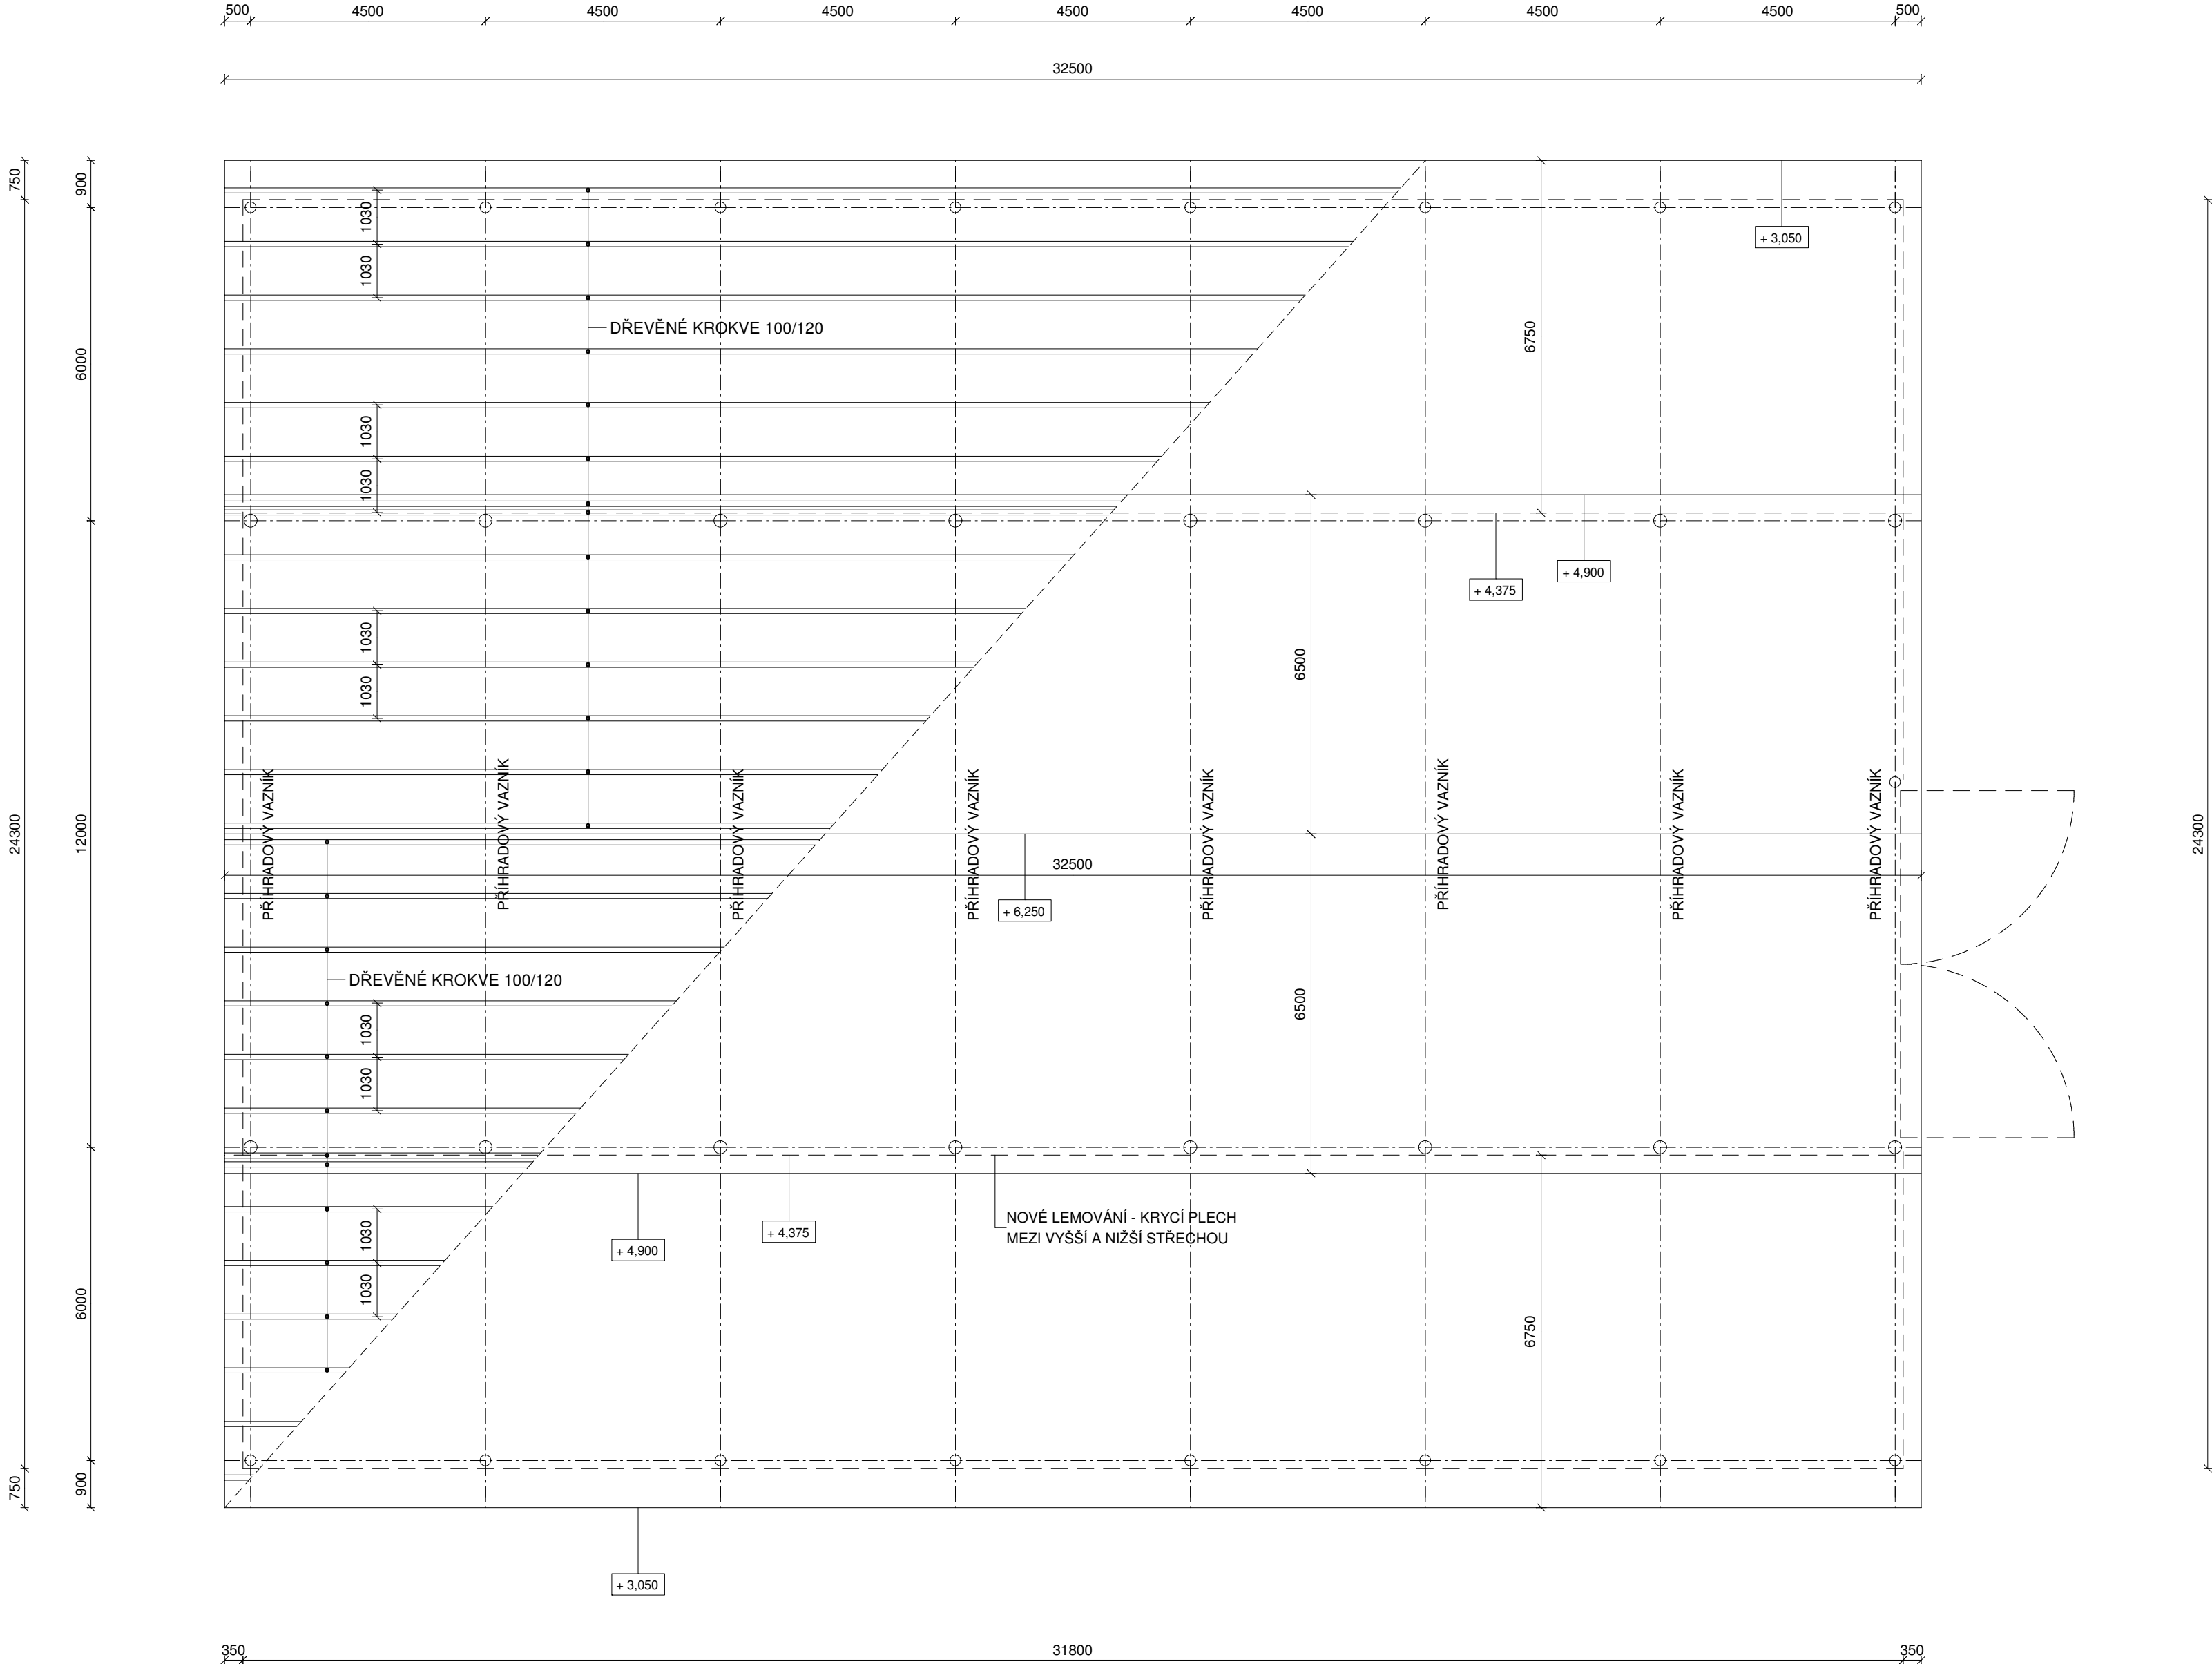 500 4500 4500 4500 4500 4500 4500 4500 500
32500
750
900
1030
+ 3,050
1030
DŘEVĚNÉ KROKVE 100/120
6750
6000
1030
1030
+ 4,900
+ 4,375
1030
6500
1030
24300
12000
24300
PŘÍHRADOVÝ VAZNÍK
PŘÍHRADOVÝ VAZNÍK
PŘÍHRADOVÝ VAZNÍK
PŘÍHRADOVÝ VAZNÍK
PŘÍHRADOVÝ VAZNÍK
PŘÍHRADOVÝ VAZNÍK
PŘÍHRADOVÝ VAZNÍK
PŘÍHRADOVÝ VAZNÍK
32500
+ 6,250
DŘEVĚNÉ KROKVE 100/120
6500
1030
1030
NOVÉ LEMOVÁNÍ - KRYCÍ PLECH
MEZI VYŠŠÍ A NIŽŠÍ STŘECHOU
+ 4,375
+ 4,900
1030
1030
6000
6750
750
900
+ 3,050
350 31800 350